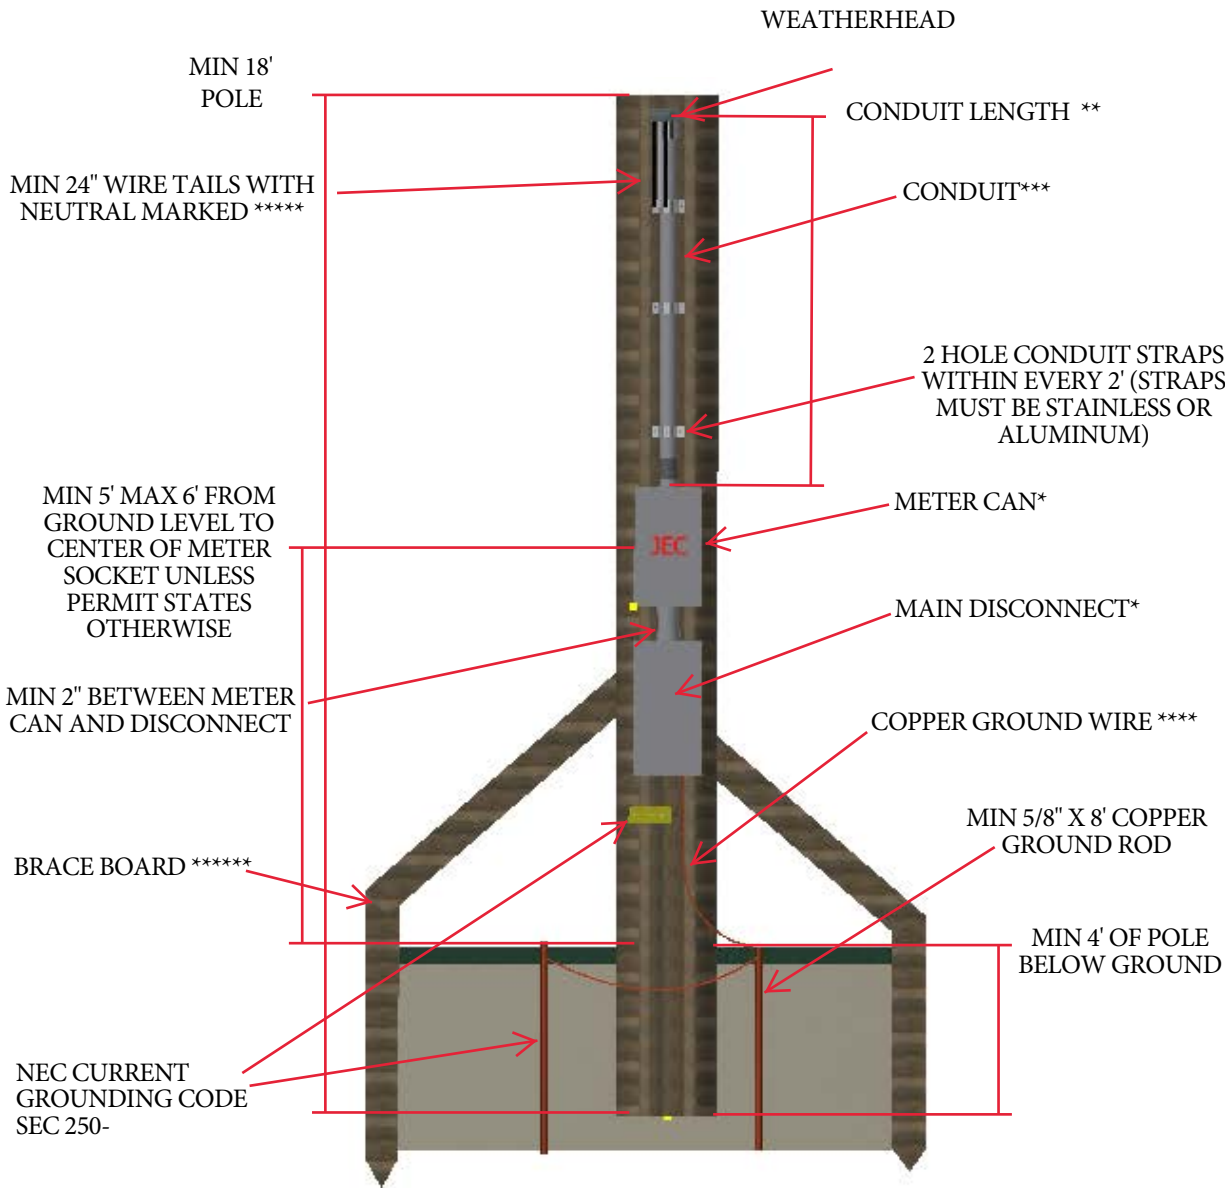 WEATHERHEAD
MIN 18'
POLE
CONDUIT LENGTH **
MIN 24" WIRE TAILS WITH
NEUTRAL MARKED *****
CONDUIT***
2 HOLE CONDUIT STRAPS
WITHIN EVERY 2' (STRAPS
MUST BE STAINLESS OR
ALUMINUM)
MIN 5' MAX 6' FROM
GROUND LEVEL TO
CENTER OF METER
SOCKET UNLESS
PERMIT STATES
OTHERWISE
METER CAN*
JEC
MAIN DISCONNECT*
MIN 2" BETWEEN METER
CAN AND DISCONNECT
COPPER GROUND WIRE ****
MIN 5/8" X 8' COPPER
GROUND ROD
BRACE BOARD ******
MIN 4' OF POLE
BELOW GROUND
NEC CURRENT
GROUNDING CODE
SEC 250-